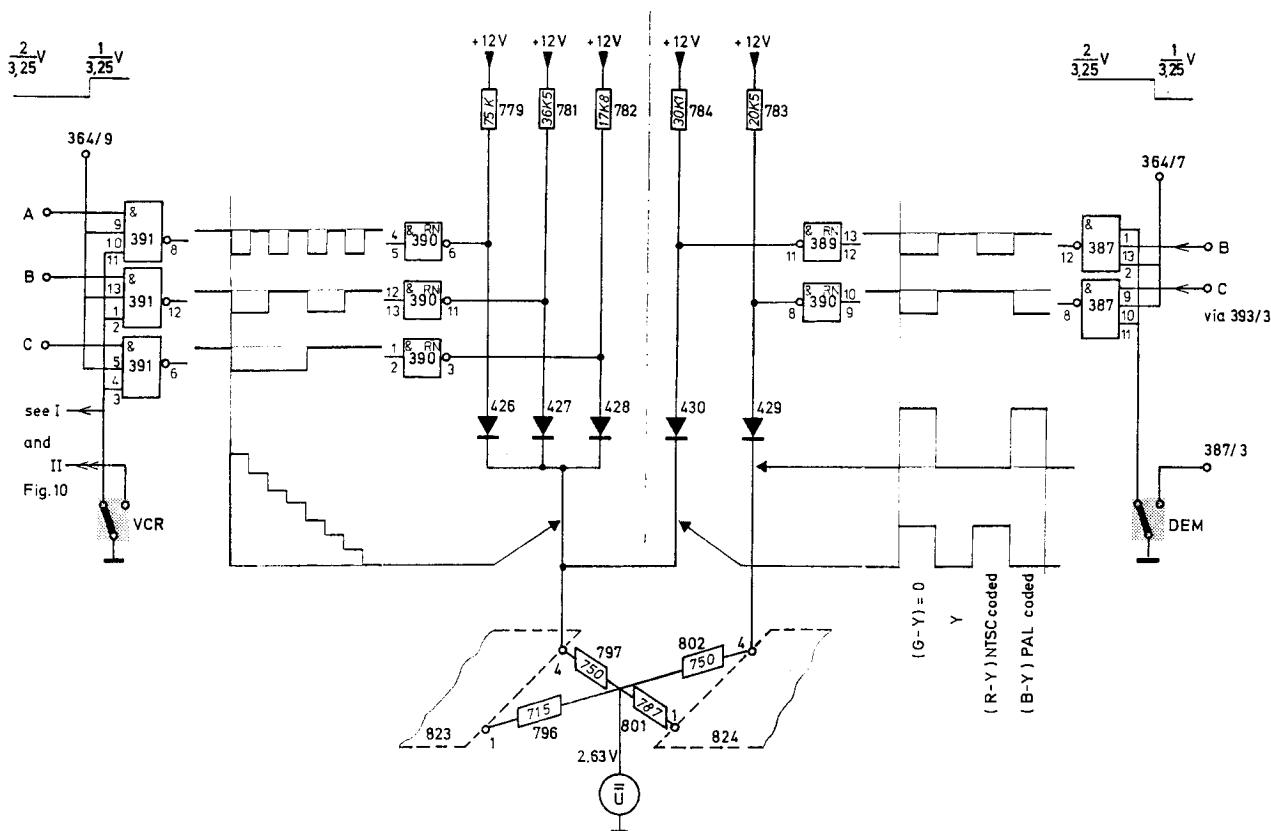 2/3,25 V
1/3,25 V
+12V
+12V
+12V
+12V
+12V
2/3,25 V
1/3,25 V
75K
779
36K5
781
17K8
782
30K1
784
20K5
783
364/9
364/7
A
&
9
10
11
391
8
4
5
& RN
390
6
& RN
389
11
13
12
&
387
12
1
13
2
B
B
&
13
1
2
391
12
12
13
& RN
390
11
& RN
390
8
10
9
&
387
8
9
10
11
C
via 393/3
C
&
5
4
3
391
6
1
2
& RN
390
3
see I
and
II
Fig.10
VCR
426
427
428
430
429
387/3
DEM
(G-Y) = 0
Y
(R-Y) NTSC coded
(B-Y) PAL coded
4
797
750
802
750
4
715
796
787
801
1
1
823
824
2,63V
U